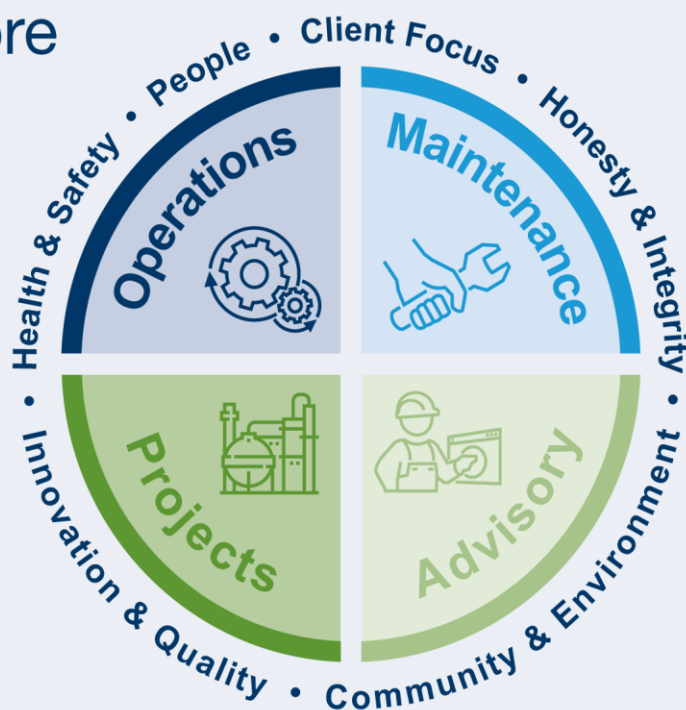 ore
Health & Safety • People • Client Focus • Honesty & Integrity •
Community & Environment • Innovation & Quality •
Operations
Maintenance
Projects
Advisory